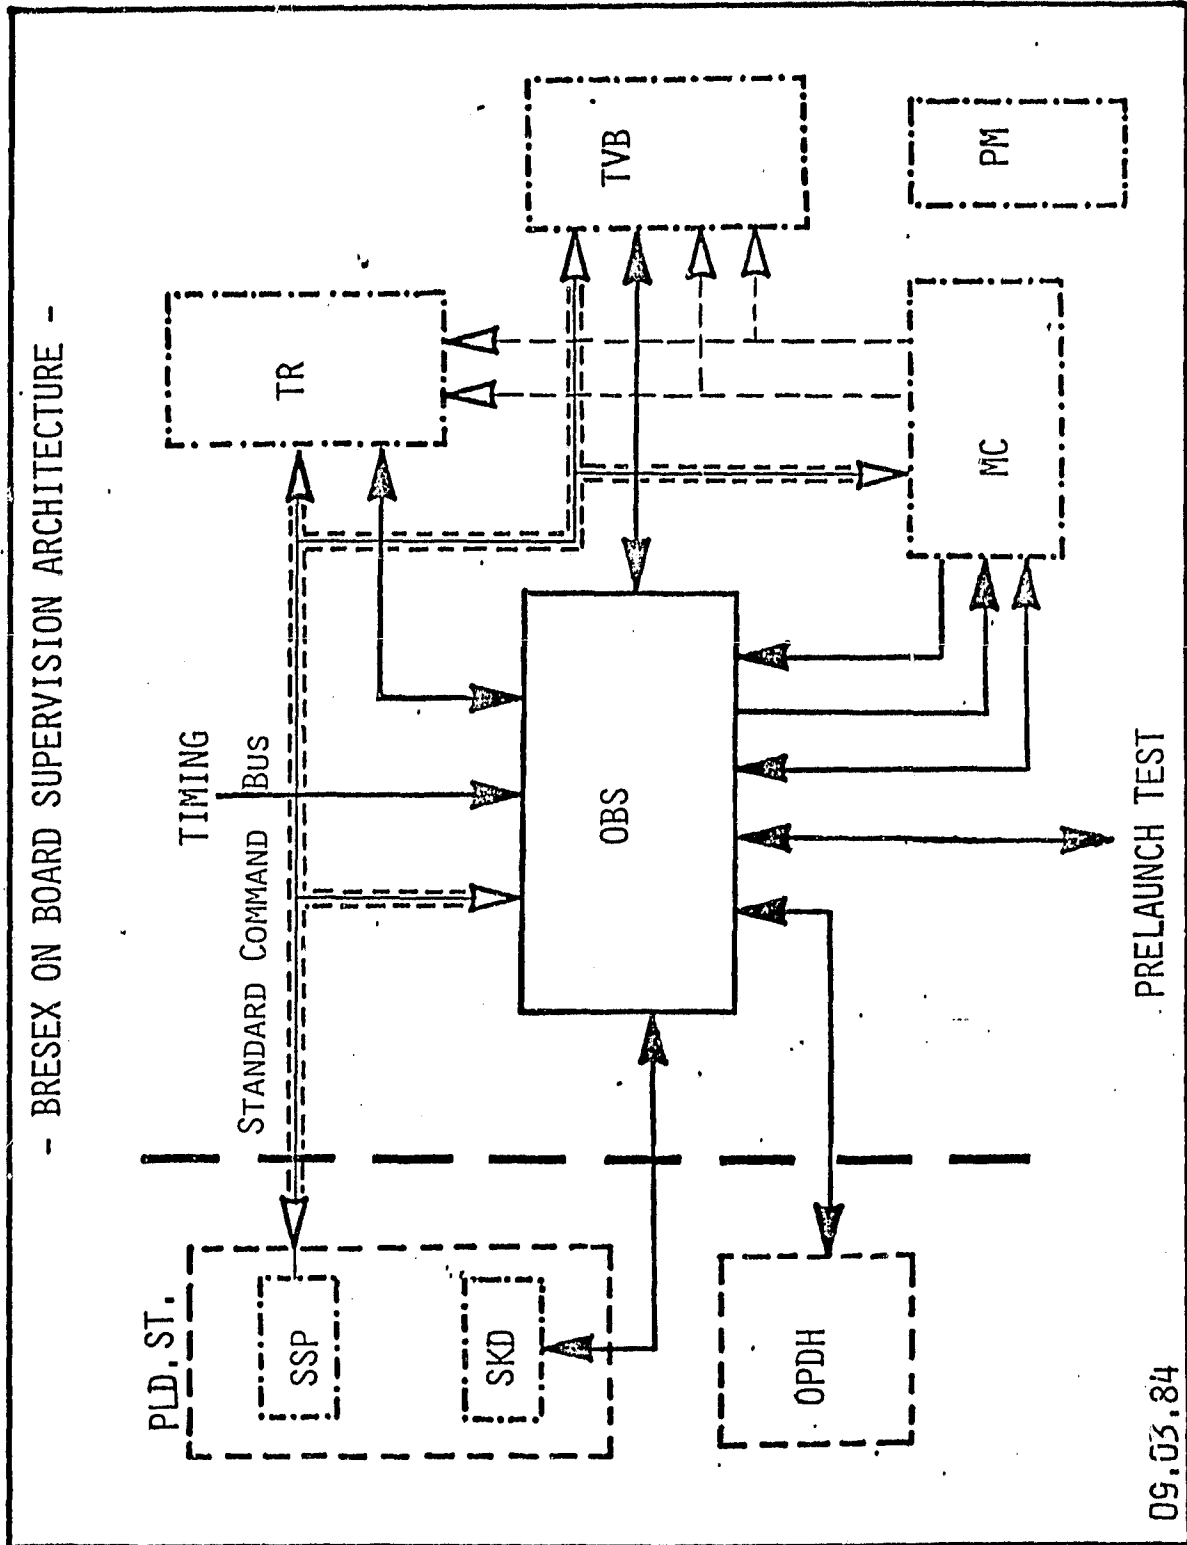 - BRESEX ON BOARD SUPERVISION ARCHITECTURE -
PLD.ST.
STANDARD COMMAND BUS
TIMING
SSP
TR
SKD
OBS
TVB
OPDH
MC
PM
PRELAUNCH TEST
09.03.84